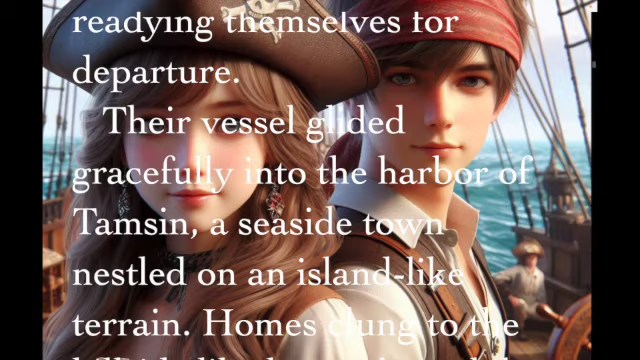 readying themselves for
departure.
Their vessel glided
gracefully into the harbor of
Tamsin, a seaside town
nestled on an island-like
terrain. Homes clung to the